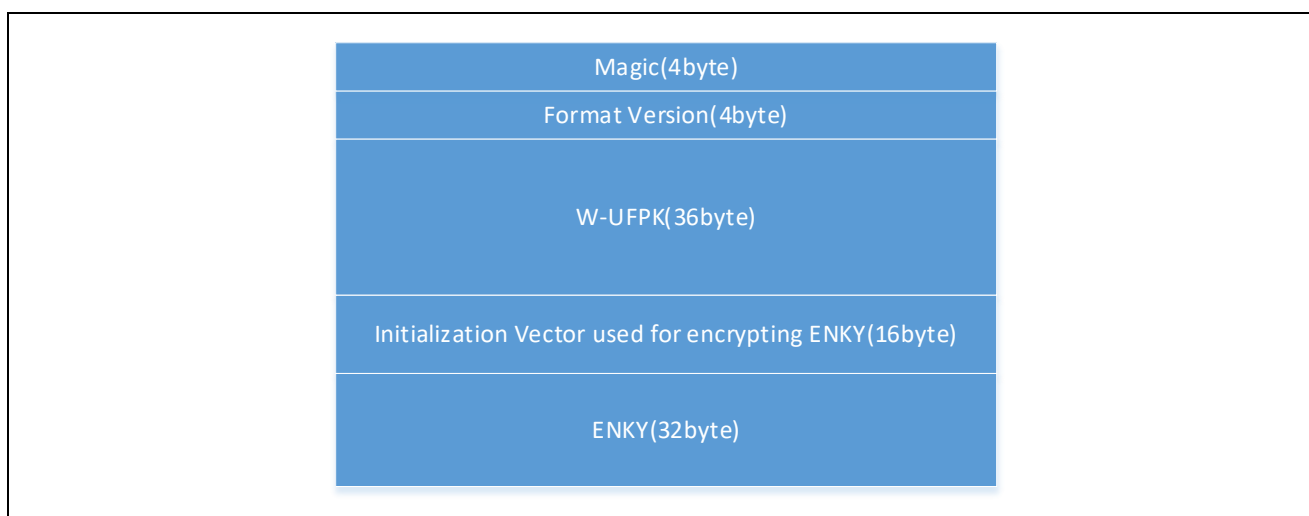 Magic(4byte)
Format Version(4byte)
W-UFPK(36byte)
Initialization Vector used for encrypting ENKY(16byte)
ENKY(32byte)